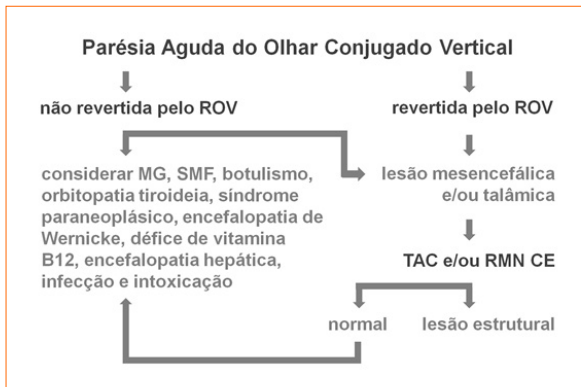 Parésia Aguda do Olhar Conjugado Vertical
não revertida pelo ROV
revertida pelo ROV
considerar MG, SMF, botulismo,
orbitopatia tiroideia, síndrome
paraneoplásico, encefalopatia de
Wernicke, défice de vitamina
B12, encefalopatia hepática,
infecção e intoxicação
lesão mesencefálica
e/ou talâmica
TAC e/ou RMN CE
normal
lesão estrutural